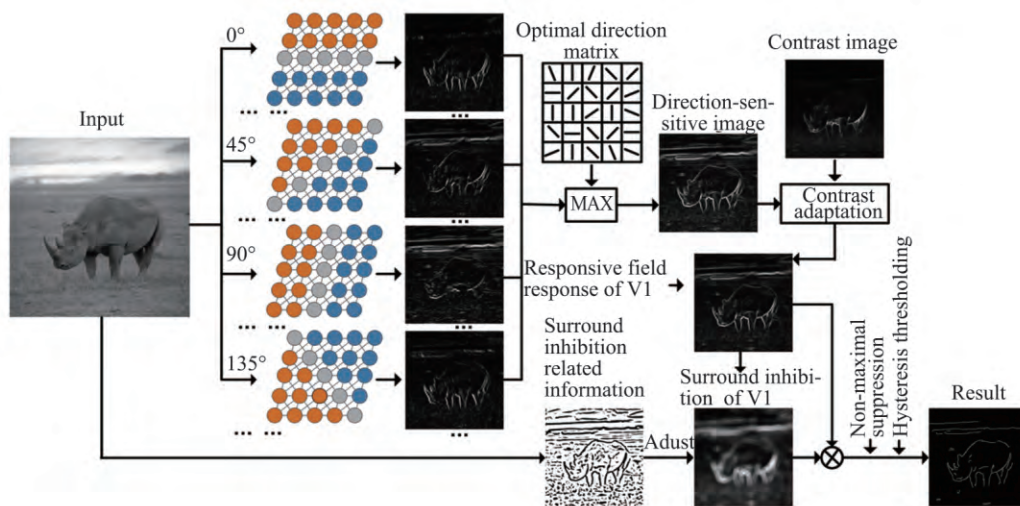 Input
0°
... ...
45°
... ...
90°
... ...
135°
... ...
...
...
...
...
Optimal direction
matrix
MAX
Direction-sen-
sitive image
Contrast image
Contrast
adaptation
Responsive field
response of V1
Surround
inhibition
related
information
Surround inhibi-
tion of V1
Adust
Non-maximal
suppression
Hysteresis thresholding
Result